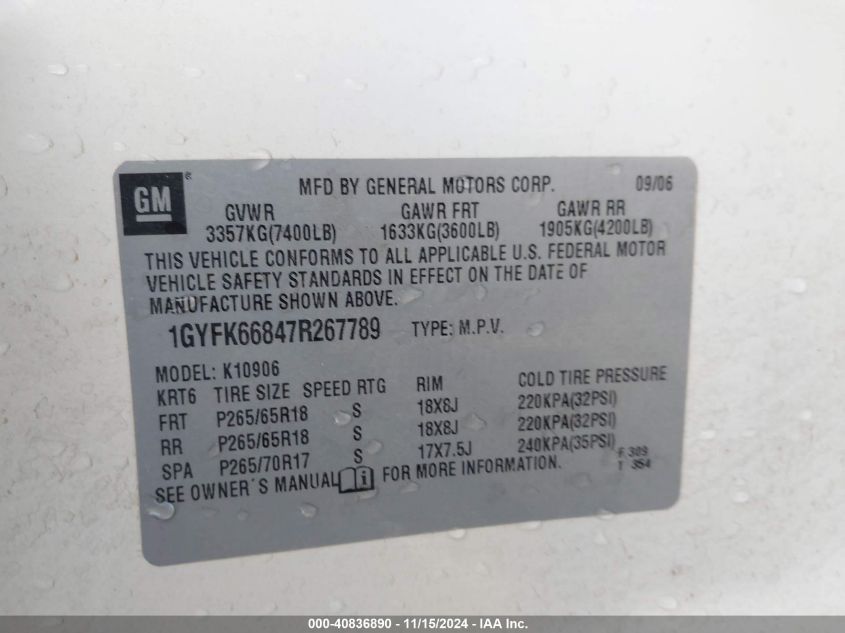 GM®
MFD BY GENERAL MOTORS CORP. 09/06
GVWR GAWR FRT GAWR RR
3357KG(7400LB) 1633KG(3600LB) 1905KG(4200LB)
THIS VEHICLE CONFORMS TO ALL APPLICABLE U.S. FEDERAL MOTOR
VEHICLE SAFETY STANDARDS IN EFFECT ON THE DATE OF
MANUFACTURE SHOWN ABOVE.
1GYFK66847R267789 TYPE: M.P.V.
MODEL: K10906
KRT6 TIRE SIZE SPEED RTG RIM COLD TIRE PRESSURE
FRT P265/65R18 S 18X8J 220KPA(32PSI)
RR P265/65R18 S 18X8J 220KPA(32PSI)
SPA P265/70R17 S 17X7.5J 240KPA(35PSI)
SEE OWNER'S MANUAL i FOR MORE INFORMATION.
F 309
T 364
000-40836890 - 11/15/2024 - IAA Inc.